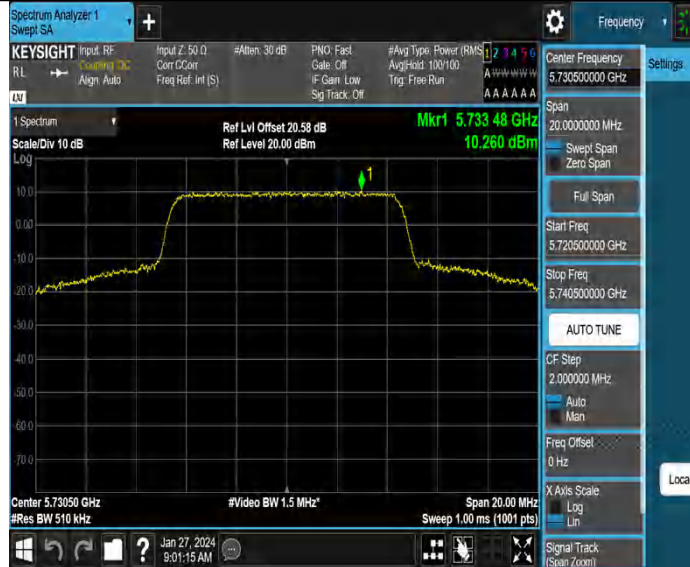 Spectrum Analyzer 1
Swept SA
Frequency
KEYSIGHT
RL
Input: RF
Coupling: DC
Align: Auto
Input Z: 50 Ω
Corr CCorr
Freq Ref: Int (S)
#Atten: 30 dB
PNO: Fast
Gate: Off
IF Gain: Low
Sig Track: Off
#Avg Type: Power (RMS
Avg|Hold: 100/100
Trig: Free Run
1 2 3 4 5 6
A W W W W W
A A A A A A
LXI
1 Spectrum
Scale/Div 10 dB
Log
Ref Lvl Offset 20.58 dB
Ref Level 20.00 dBm
Mkr1 5.733 48 GHz
10.260 dBm
1
10.0
0.00
-10.0
-20.0
-30.0
-40.0
-50.0
-60.0
-70.0
Center 5.73050 GHz
#Res BW 510 kHz
#Video BW 1.5 MHz*
Span 20.00 MHz
Sweep 1.00 ms (1001 pts)
?
Jan 27, 2024
9:01:15 AM
Center Frequency
5.730500000 GHz
Span
20.0000000 MHz
Swept Span
Zero Span
Full Span
Start Freq
5.720500000 GHz
Stop Freq
5.740500000 GHz
AUTO TUNE
CF Step
2.000000 MHz
Auto
Man
Freq Offset
0 Hz
X Axis Scale
Log
Lin
Signal Track
(Span Zoom)
Settings
Loca